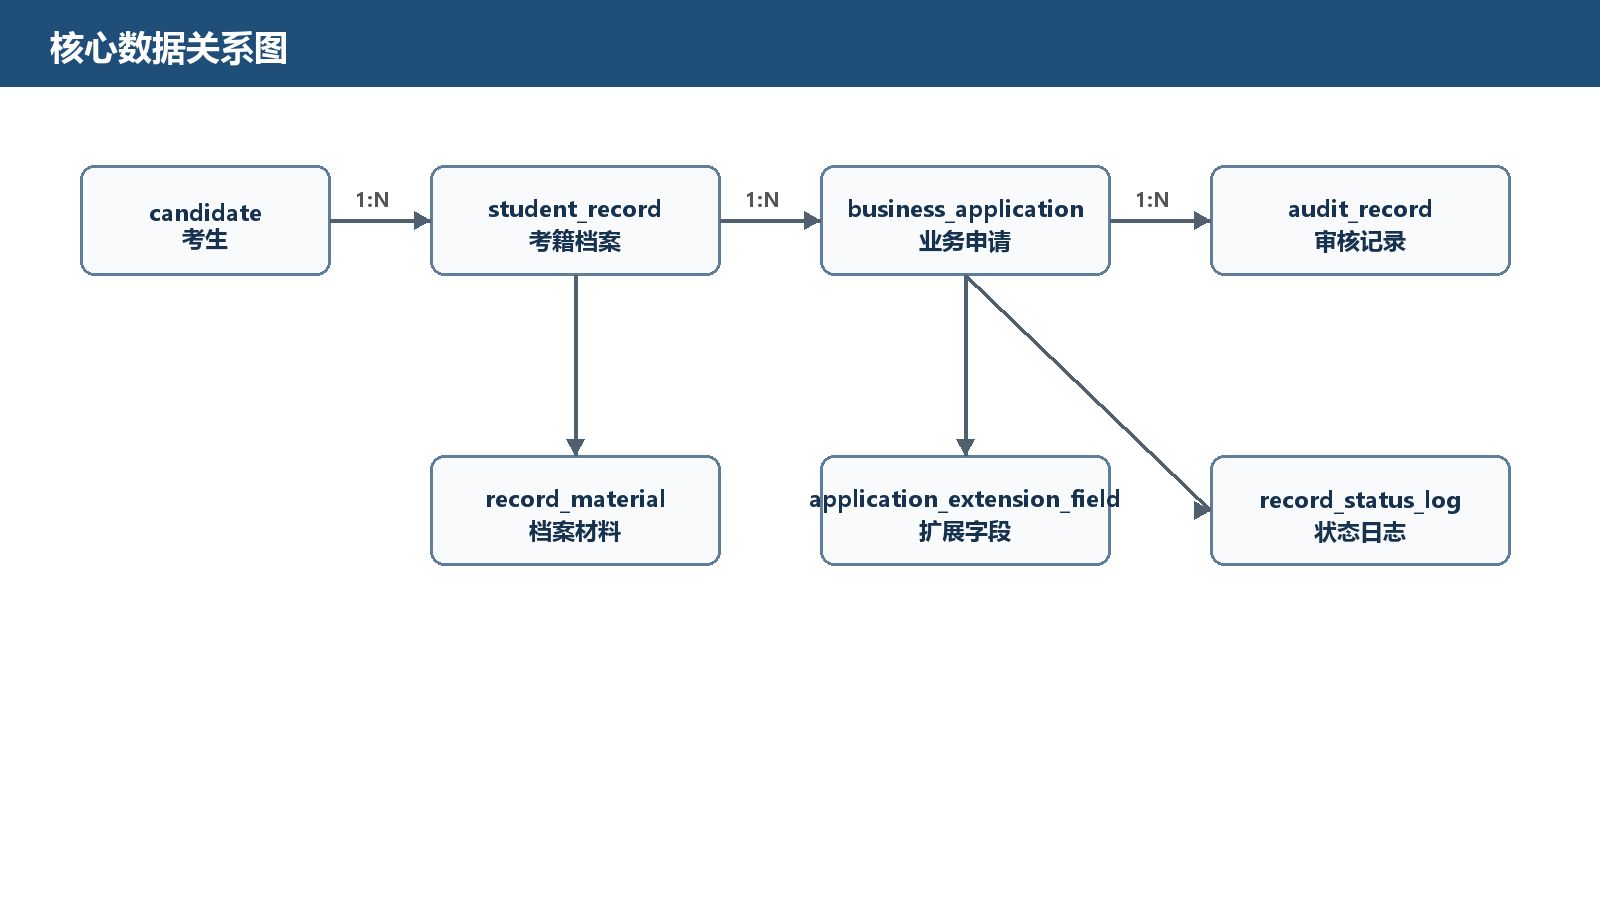 核心数据关系图
candidate
考生
1:N
student_record
考籍档案
1:N
business_application
业务申请
1:N
audit_record
审核记录
record_material
档案材料
application_extension_field
扩展字段
record_status_log
状态日志